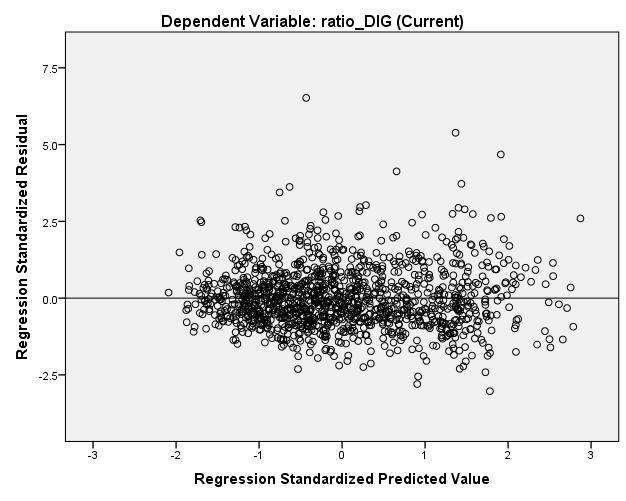 Dependent Variable: ratio_DIG (Current)
Regression Standardized Residual
7.5
5.0
2.5
0.0
-2.5
-3 -2 -1 0 1 2 3
Regression Standardized Predicted Value